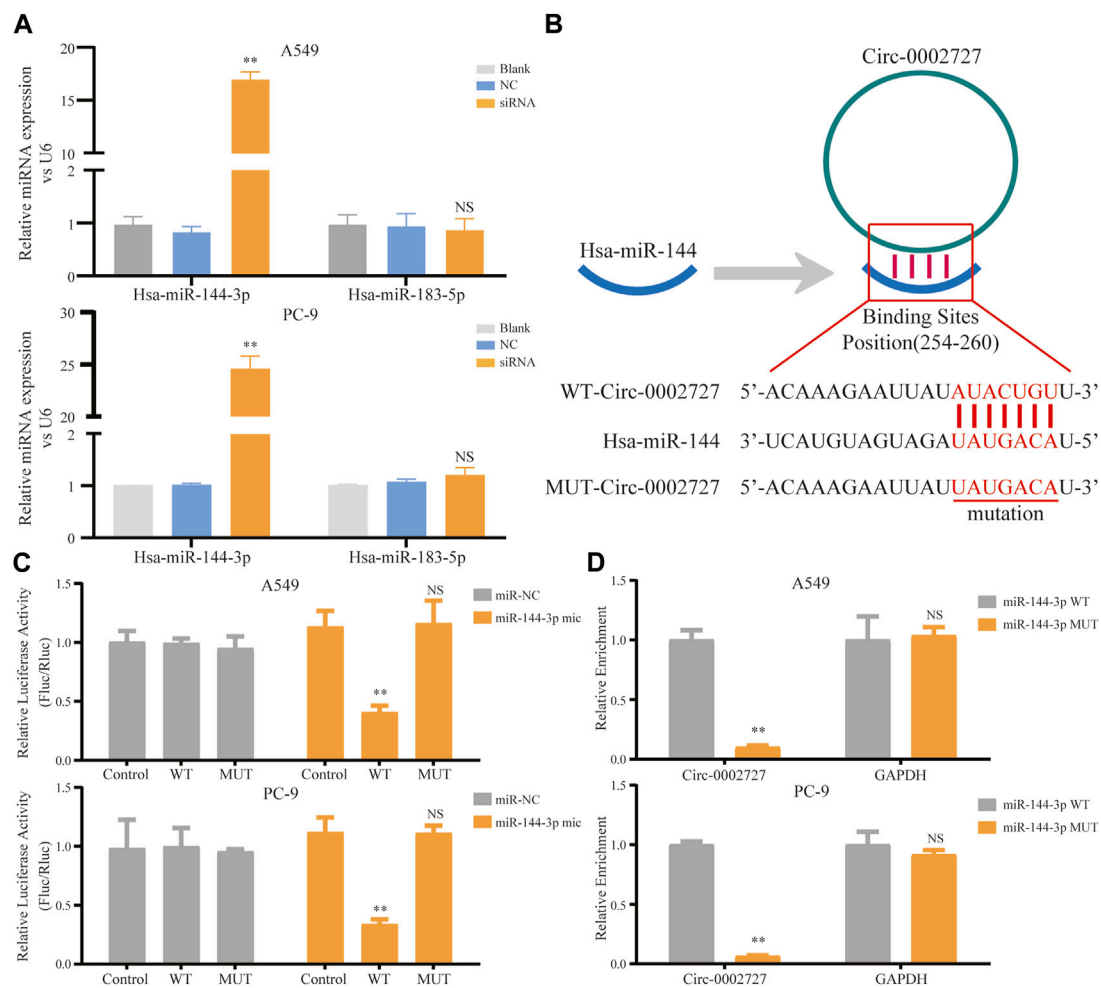 A
A549
Relative miRNA expression
vs U6
20
15
10
2
1
0
**
NS
Blank
NC
siRNA
Hsa-miR-144-3p
Hsa-miR-183-5p
PC-9
Relative miRNA expression
vs U6
30
25
20
2
1
0
**
NS
Blank
NC
siRNA
Hsa-miR-144-3p
Hsa-miR-183-5p
B
Circ-0002727
Hsa-miR-144
Binding Sites
Position(254-260)
WT-Circ-0002727 5’-ACAAAGAAUUAUAUACUGUU-3’
Hsa-miR-144 3’-UCAUGUAGUAGAUAUGACAU-5’
MUT-Circ-0002727 5’-ACAAAGAAUUAUUAUGACAU-3’
mutation
C
A549
Relative Luciferase Activity
(Fluc/Rluc)
1.5
1.0
0.5
0.0
**
NS
miR-NC
miR-144-3p mic
Control WT MUT Control WT MUT
PC-9
Relative Luciferase Activity
(Fluc/Rluc)
1.5
1.0
0.5
0.0
**
NS
miR-NC
miR-144-3p mic
Control WT MUT Control WT MUT
D
A549
Relative Enrichment
1.5
1.0
0.5
0.0
**
NS
miR-144-3p WT
miR-144-3p MUT
Circ-0002727 GAPDH
PC-9
Relative Enrichment
1.5
1.0
0.5
0.0
**
NS
miR-144-3p WT
miR-144-3p MUT
Circ-0002727 GAPDH